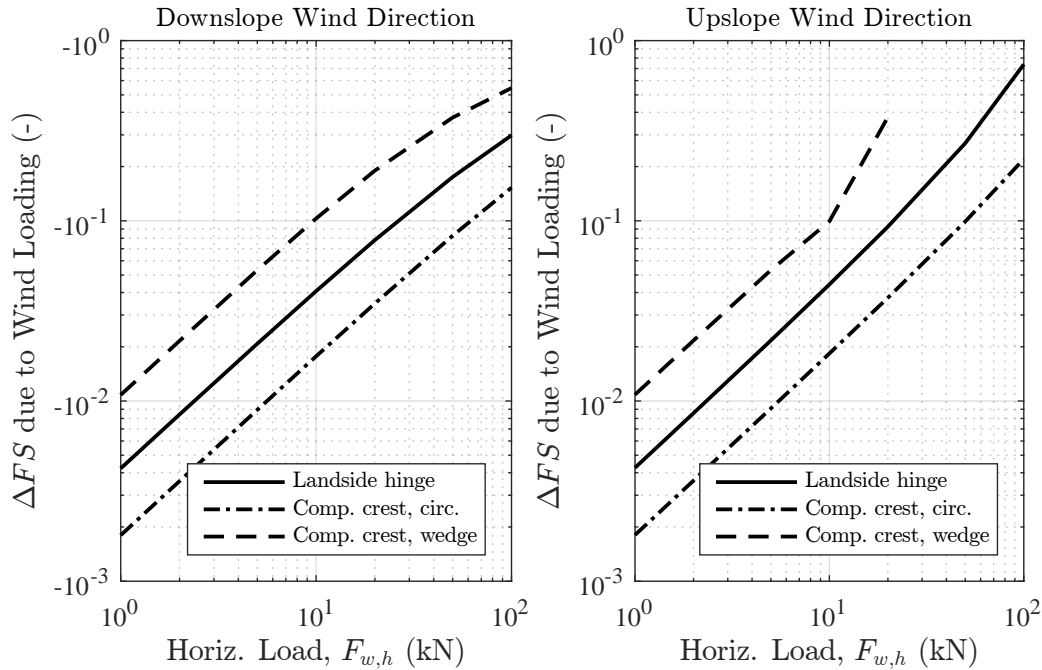 Downslope Wind Direction
-10^0
-10^-1
-10^-2
-10^-3
ΔFS due to Wind Loading (-)
Landside hinge
Comp. crest, circ.
Comp. crest, wedge
10^0 10^1 10^2
Horiz. Load, F_{w,h} (kN)
Upslope Wind Direction
10^0
10^-1
10^-2
10^-3
ΔFS due to Wind Loading (-)
Landside hinge
Comp. crest, circ.
Comp. crest, wedge
10^0 10^1 10^2
Horiz. Load, F_{w,h} (kN)